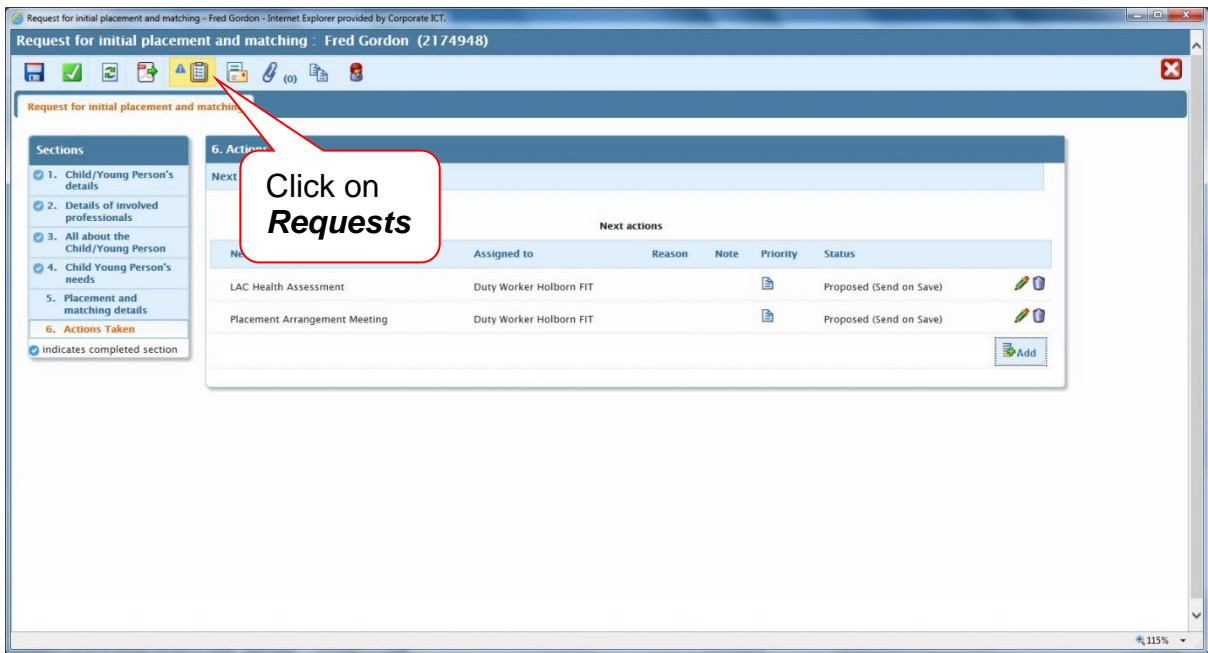 Request for initial placement and matching - Fred Gordon - Internet Explorer provided by Corporate ICT.
Request for initial placement and matching : Fred Gordon (2174948)
(0)
Request for initial placement and matching
Sections
1. Child/Young Person's
details
2. Details of involved
professionals
3. All about the
Child/Young Person
4. Child Young Person's
needs
5. Placement and
matching details
6. Actions Taken
indicates completed section
6. Actions
Next
Click on
Requests
Next actions
Ne Assigned to Reason Note Priority Status
LAC Health Assessment Duty Worker Holborn FIT Proposed (Send on Save)
Placement Arrangement Meeting Duty Worker Holborn FIT Proposed (Send on Save)
Add
115%